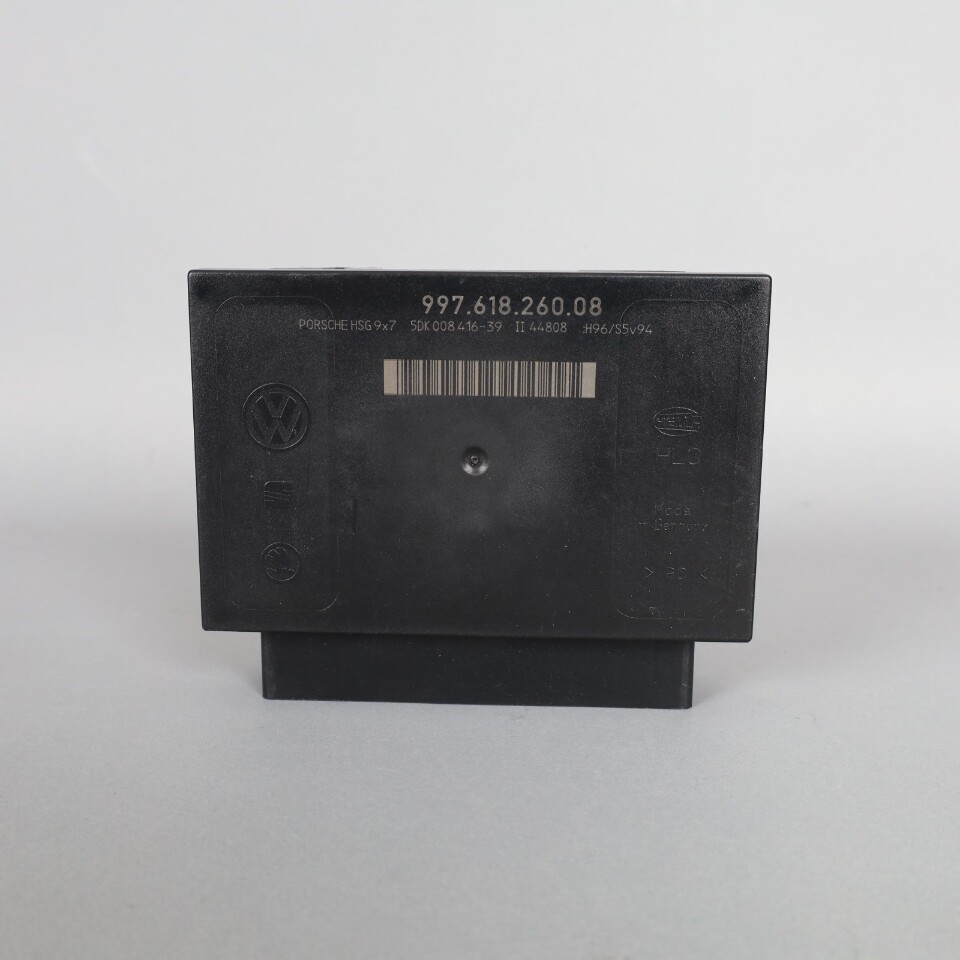 997.618.260.08
PORSCHE HSG 9x7 5DK 008 416-39 II 44808 :H96/S5v94
HELLA
Made
in Germany